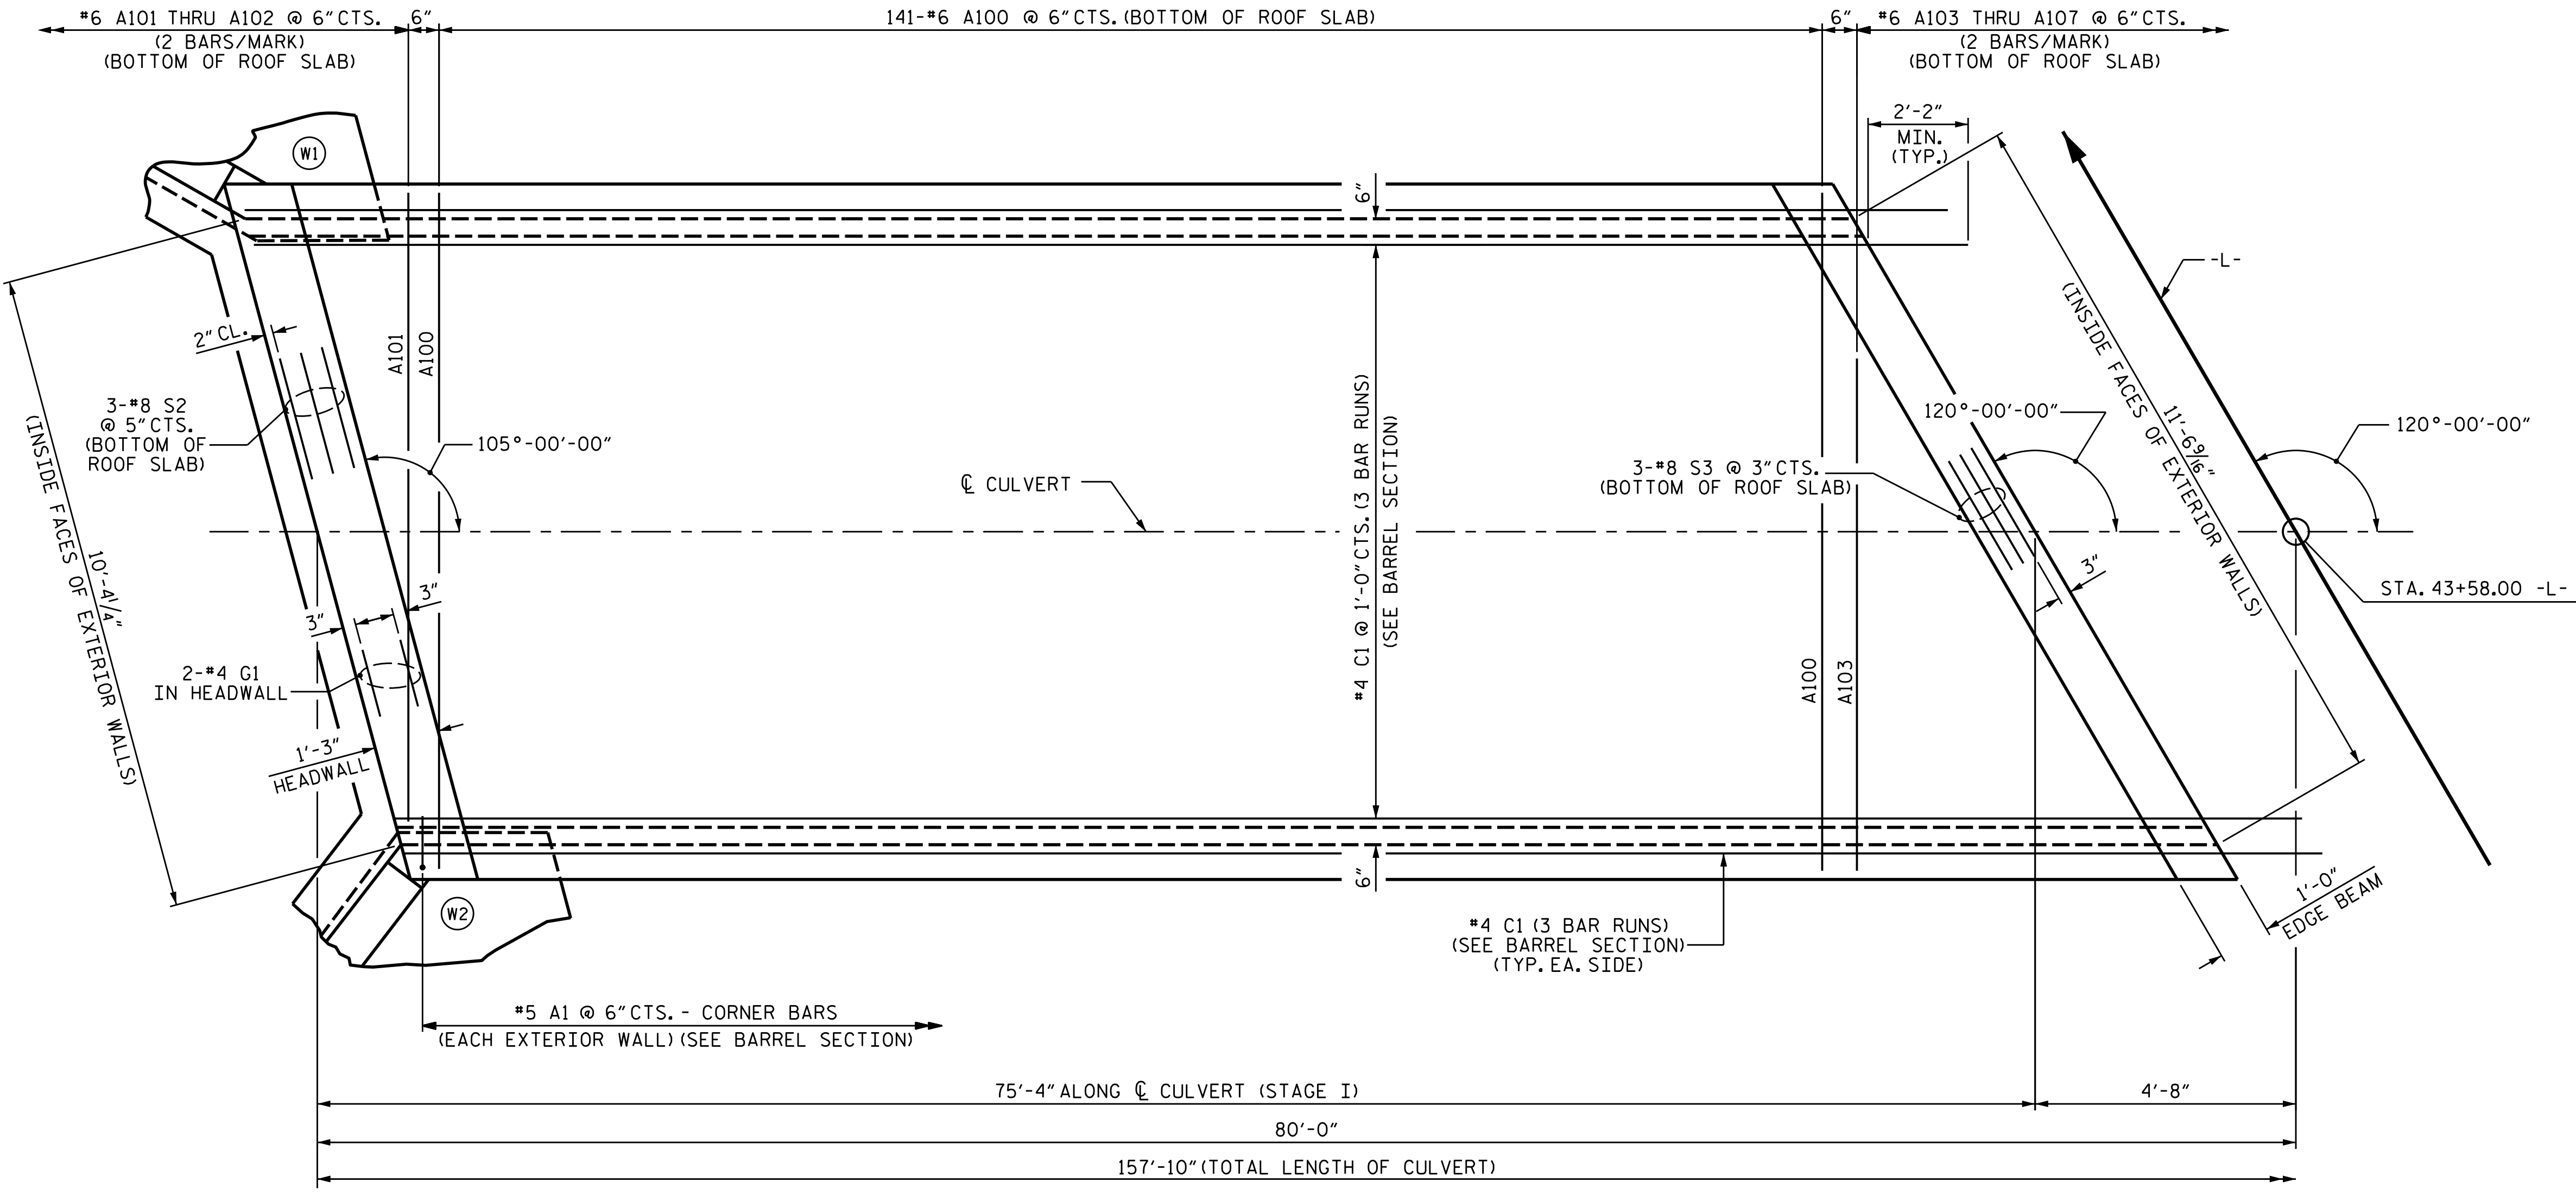 #6 A101 THRU A102 @ 6" CTS.
(2 BARS/MARK)
(BOTTOM OF ROOF SLAB)
6"
141-#6 A100 @ 6" CTS. (BOTTOM OF ROOF SLAB)
6"
#6 A103 THRU A107 @ 6" CTS.
(2 BARS/MARK)
(BOTTOM OF ROOF SLAB)
2'-2"
MIN.
(TYP.)
W1
6"
-L-
2" CL.
A101
A100
3-#8 S2
@ 5" CTS.
(BOTTOM OF
ROOF SLAB)
105°-00'-00"
℄ CULVERT
#4 C1 @ 1'-0" CTS. (3 BAR RUNS)
(SEE BARREL SECTION)
3-#8 S3 @ 3" CTS.
(BOTTOM OF ROOF SLAB)
120°-00'-00"
11'-6 9/16"
(INSIDE FACES OF EXTERIOR WALLS)
120°-00'-00"
STA. 43+58.00 -L-
10'-4 1/4"
(INSIDE FACES OF EXTERIOR WALLS)
3"
3"
3"
2-#4 G1
IN HEADWALL
A100
A103
1'-3"
HEADWALL
6"
W2
1'-0"
EDGE BEAM
#4 C1 (3 BAR RUNS)
(SEE BARREL SECTION)
(TYP. EA. SIDE)
#5 A1 @ 6" CTS. - CORNER BARS
(EACH EXTERIOR WALL) (SEE BARREL SECTION)
75'-4" ALONG ℄ CULVERT (STAGE I)
4'-8"
80'-0"
157'-10" (TOTAL LENGTH OF CULVERT)